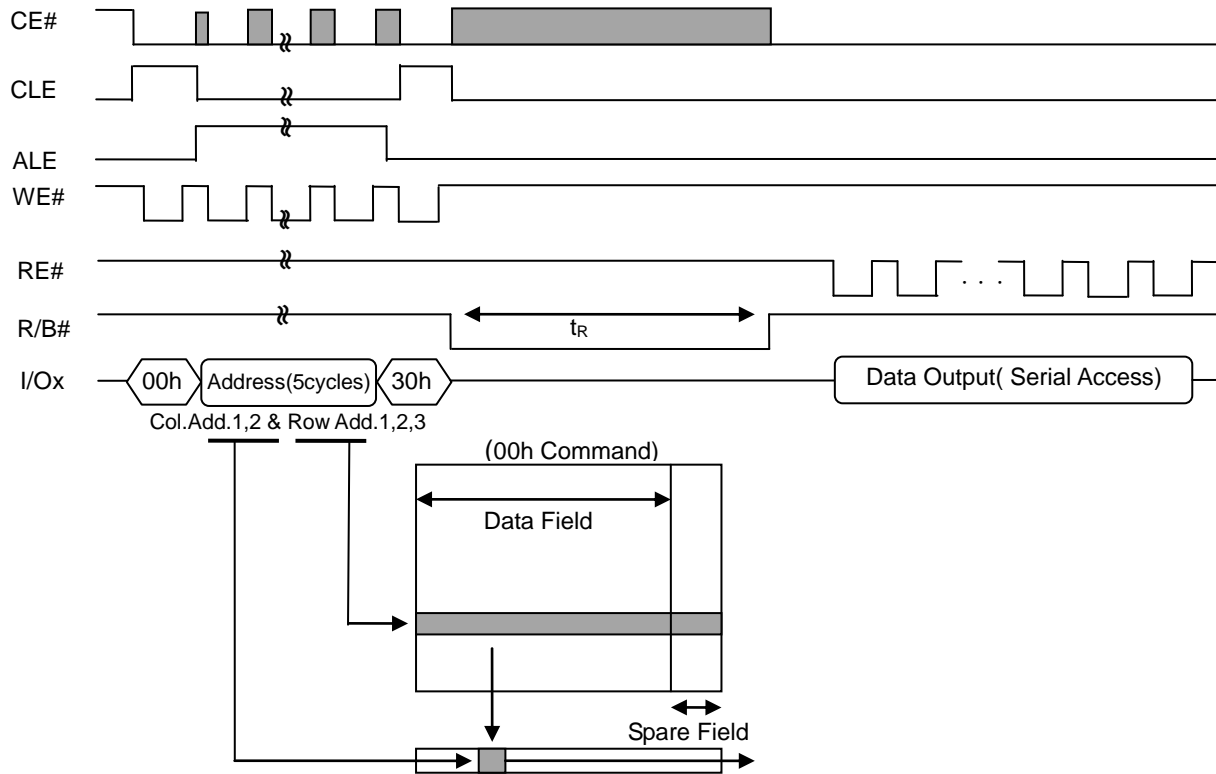 CE#
CLE
ALE
WE#
RE#
R/B#
tR
I/Ox
00h
Address(5cycles)
30h
Data Output( Serial Access)
Col.Add.1,2 & Row Add.1,2,3
(00h Command)
Data Field
Spare Field